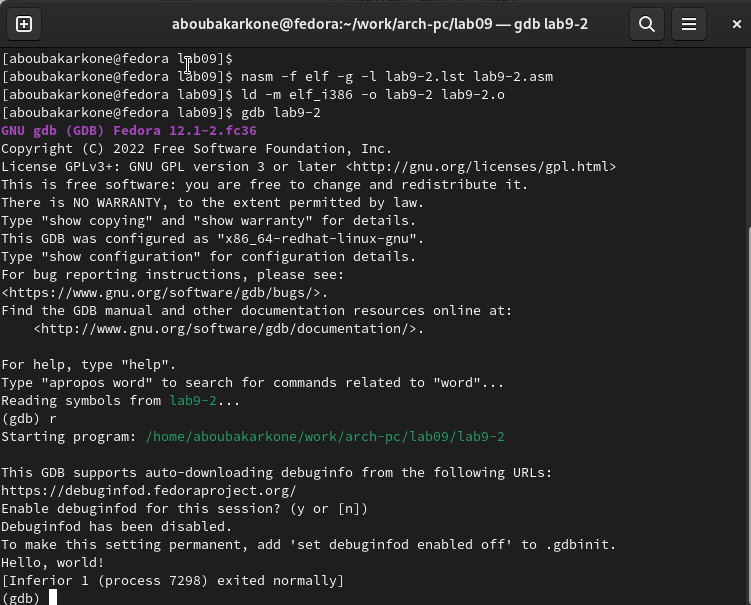 aboubakarkone@fedora:~/work/arch-pc/lab09 — gdb lab9-2
[aboubakarkone@fedora lab09]$
[aboubakarkone@fedora lab09]$ nasm -f elf -g -l lab9-2.lst lab9-2.asm
[aboubakarkone@fedora lab09]$ ld -m elf_i386 -o lab9-2 lab9-2.o
[aboubakarkone@fedora lab09]$ gdb lab9-2
GNU gdb (GDB) Fedora 12.1-2.fc36
Copyright (C) 2022 Free Software Foundation, Inc.
License GPLv3+: GNU GPL version 3 or later <http://gnu.org/licenses/gpl.html>
This is free software: you are free to change and redistribute it.
There is NO WARRANTY, to the extent permitted by law.
Type "show copying" and "show warranty" for details.
This GDB was configured as "x86_64-redhat-linux-gnu".
Type "show configuration" for configuration details.
For bug reporting instructions, please see:
<https://www.gnu.org/software/gdb/bugs/>.
Find the GDB manual and other documentation resources online at:
    <http://www.gnu.org/software/gdb/documentation/>.

For help, type "help".
Type "apropos word" to search for commands related to "word"...
Reading symbols from lab9-2...
(gdb) r
Starting program: /home/aboubakarkone/work/arch-pc/lab09/lab9-2

This GDB supports auto-downloading debuginfo from the following URLs:
https://debuginfod.fedoraproject.org/
Enable debuginfod for this session? (y or [n])
Debuginfod has been disabled.
To make this setting permanent, add 'set debuginfod enabled off' to .gdbinit.
Hello, world!
[Inferior 1 (process 7298) exited normally]
(gdb)